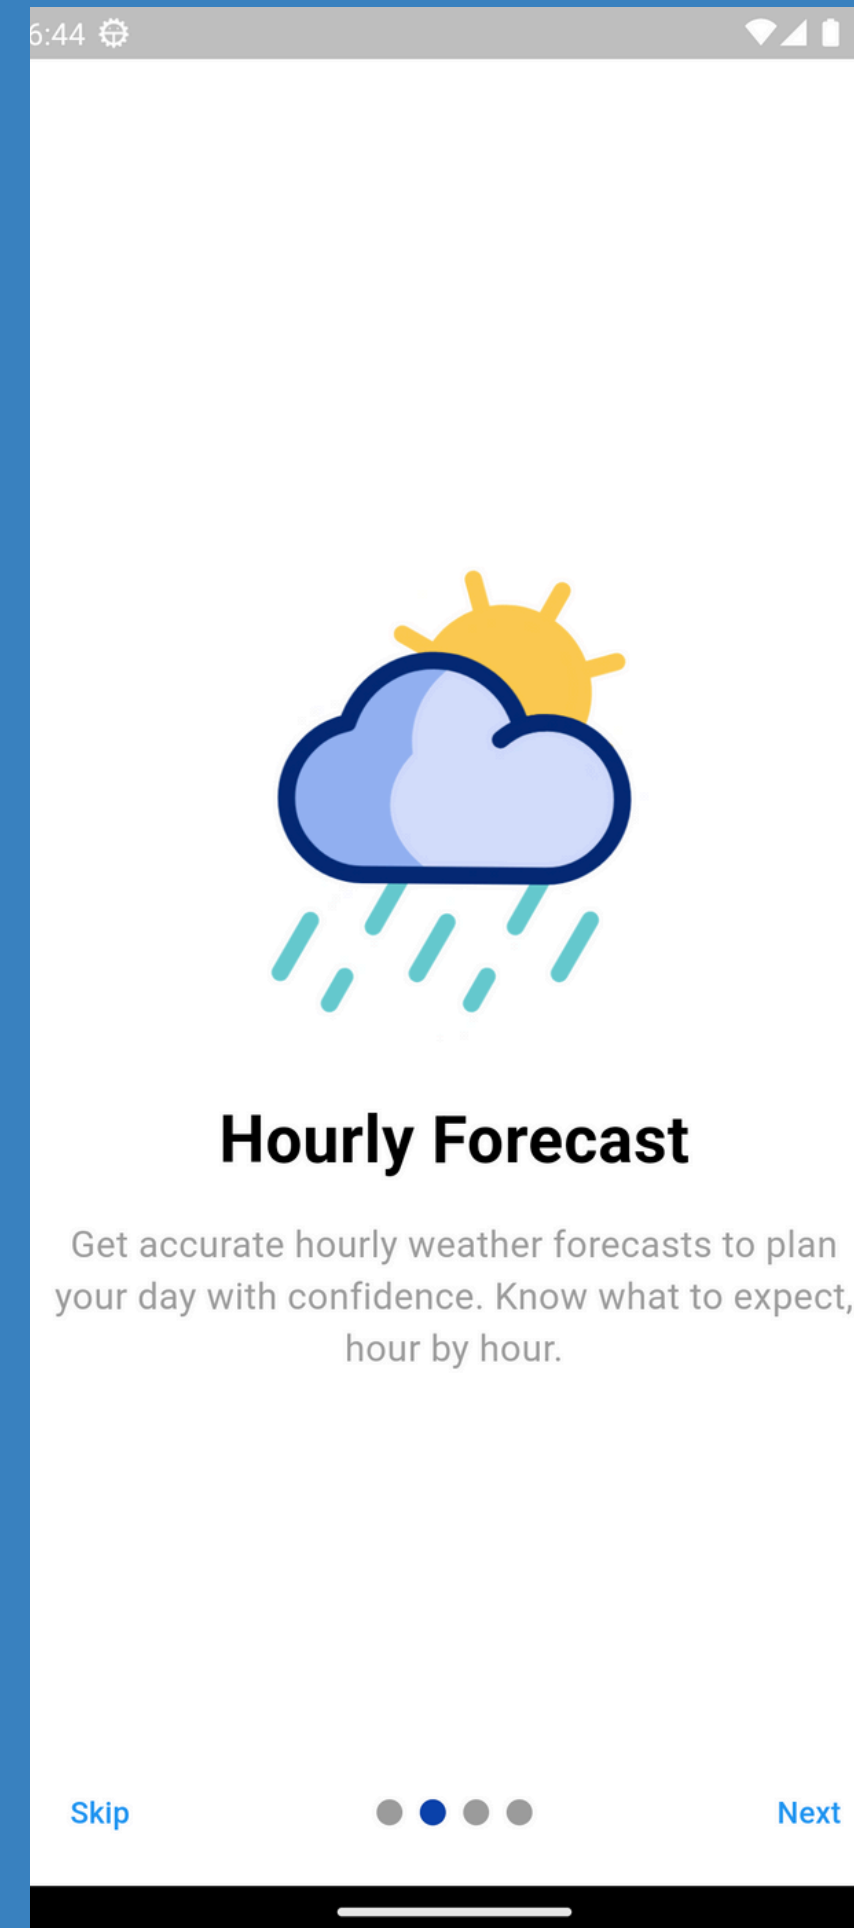 6:44
Hourly Forecast
Get accurate hourly weather forecasts to plan
your day with confidence. Know what to expect,
hour by hour.
Skip
Next